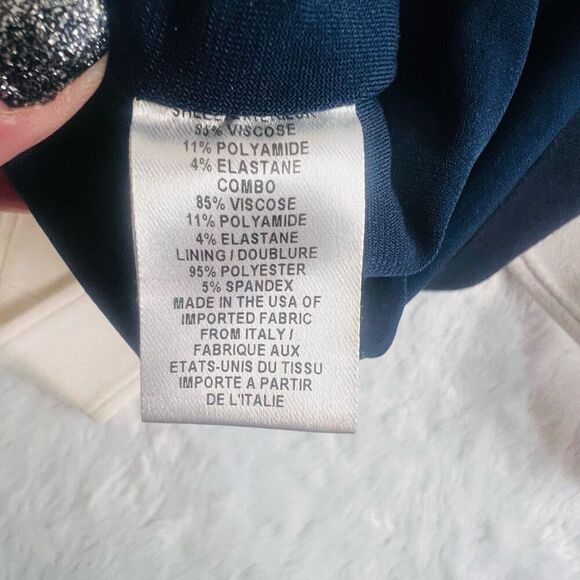 85% VISCOSE
11% POLYAMIDE
4% ELASTANE
COMBO
85% VISCOSE
11% POLYAMIDE
4% ELASTANE
LINING / DOUBLURE
95% POLYESTER
5% SPANDEX
MADE IN THE USA OF
IMPORTED FABRIC
FROM ITALY /
FABRIQUE AUX
ETATS-UNIS DU TISSU
IMPORTE A PARTIR
DE L'ITALIE